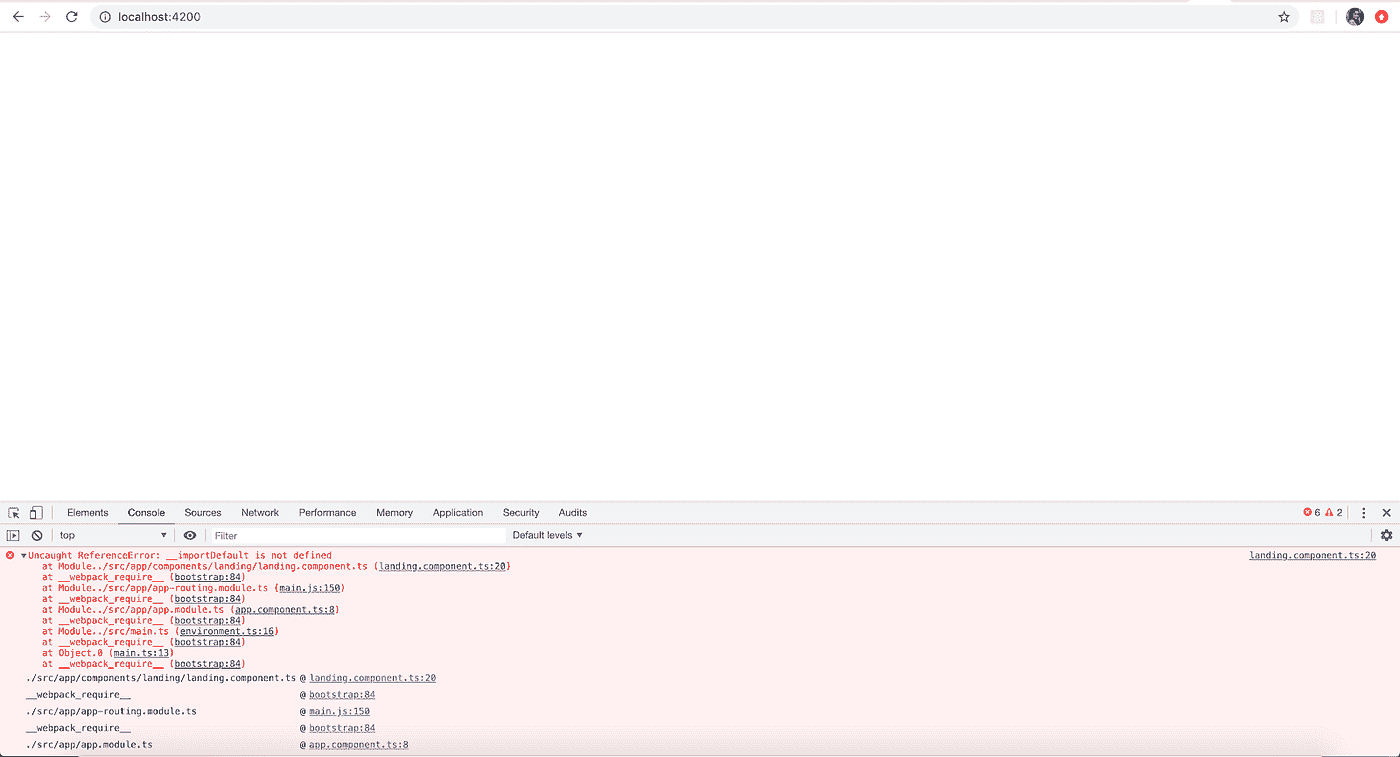 localhost:4200
Elements Console Sources Network Performance Memory Application Security Audits 6 2
top Filter Default levels
Uncaught ReferenceError: __importDefault is not defined landing.component.ts:20
at Module../src/app/components/landing/landing.component.ts (landing.component.ts:20)
at __webpack_require__ (bootstrap:84)
at Module../src/app/app-routing.module.ts (main.js:150)
at __webpack_require__ (bootstrap:84)
at Module../src/app/app.module.ts (app.component.ts:8)
at __webpack_require__ (bootstrap:84)
at Module../src/main.ts (environment.ts:16)
at __webpack_require__ (bootstrap:84)
at Object.0 (main.ts:13)
at __webpack_require__ (bootstrap:84)
./src/app/components/landing/landing.component.ts @ landing.component.ts:20
__webpack_require__ @ bootstrap:84
./src/app/app-routing.module.ts @ main.js:150
__webpack_require__ @ bootstrap:84
./src/app/app.module.ts @ app.component.ts:8